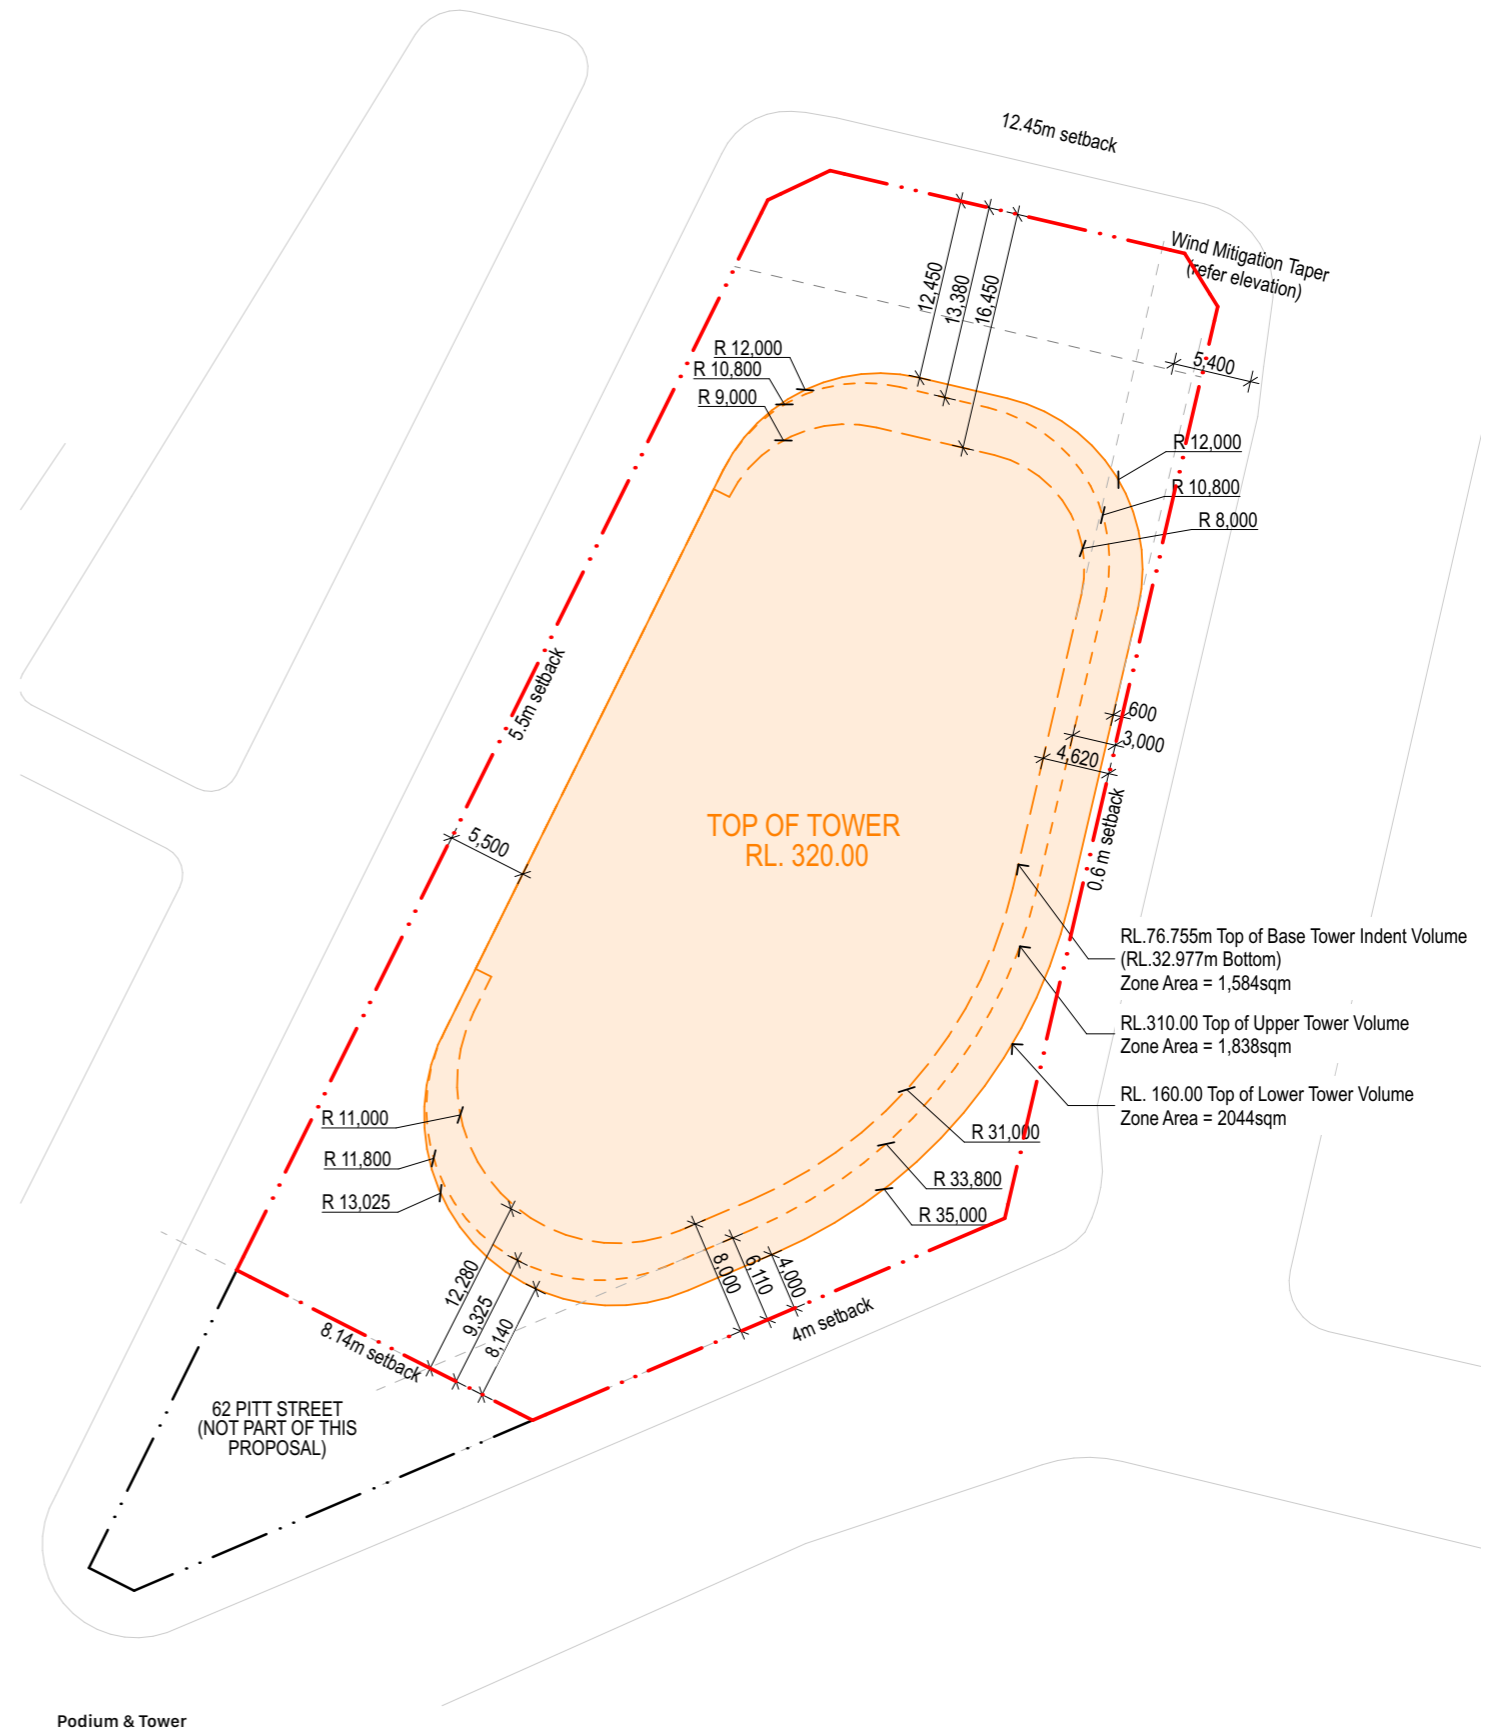 12.45m setback
Wind Mitigation Taper
(refer elevation)
12,450
13,380
16,450
5,400
R 12,000
R 10,800
R 9,000
R 12,000
R 10,800
R 8,000
5.5m setback
600
3,000
4,620
0.6 m setback
5,500
TOP OF TOWER
RL. 320.00
RL.76.755m Top of Base Tower Indent Volume
(RL.32.977m Bottom)
Zone Area = 1,584sqm
RL.310.00 Top of Upper Tower Volume
Zone Area = 1,838sqm
RL. 160.00 Top of Lower Tower Volume
Zone Area = 2044sqm
R 11,000
R 11,800
R 13,025
R 31,000
R 33,800
R 35,000
12,280
9,325
8,140
8,000
6,110
4,000
8.14m setback
4m setback
62 PITT STREET
(NOT PART OF THIS
PROPOSAL)
Podium & Tower